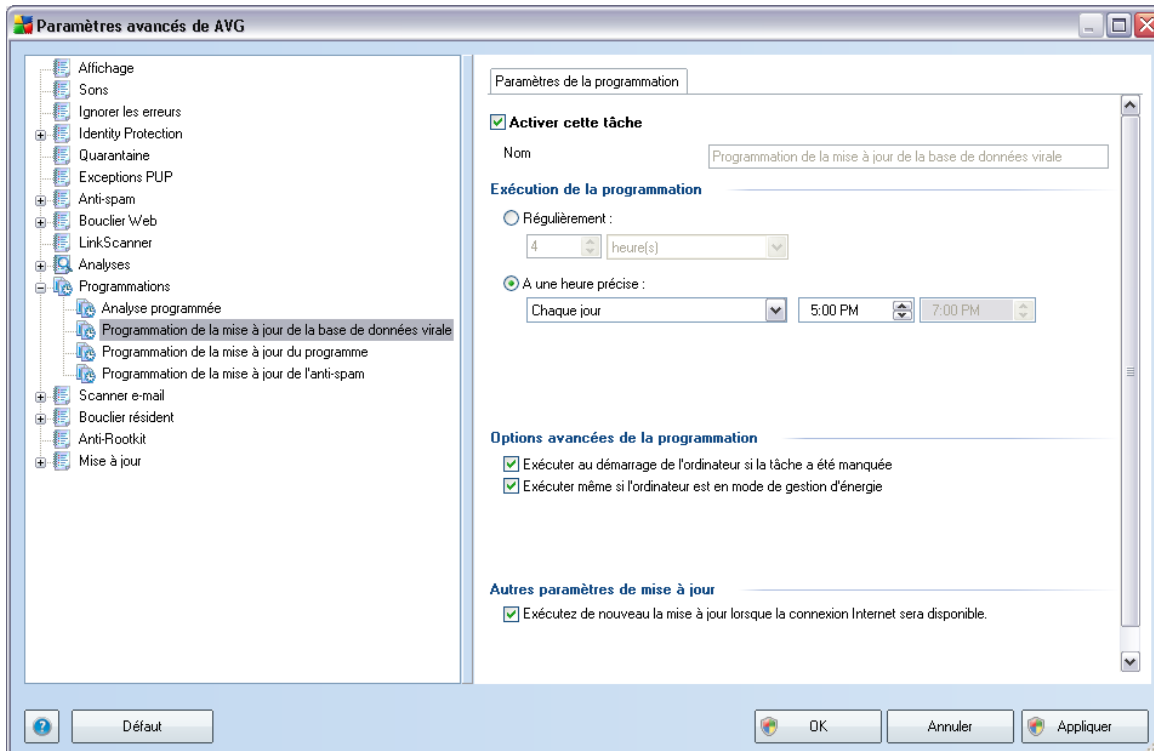 Paramètres avancés de AVG
Affichage
Sons
Ignorer les erreurs
Identity Protection
Quarantaine
Exceptions PUP
Anti-spam
Bouclier Web
LinkScanner
Analyses
Programmations
Analyse programmée
Programmation de la mise à jour de la base de données virale
Programmation de la mise à jour du programme
Programmation de la mise à jour de l'anti-spam
Scanner e-mail
Bouclier résident
Anti-Rootkit
Mise à jour
Paramètres de la programmation
Activer cette tâche
Nom Programmation de la mise à jour de la base de données virale
Exécution de la programmation
Régulièrement :
4 heure(s)
A une heure précise :
Chaque jour 5:00 PM 7:00 PM
Options avancées de la programmation
Exécuter au démarrage de l'ordinateur si la tâche a été manquée
Exécuter même si l'ordinateur est en mode de gestion d'énergie
Autres paramètres de mise à jour
Exécutez de nouveau la mise à jour lorsque la connexion Internet sera disponible.
? Défaut OK Annuler Appliquer